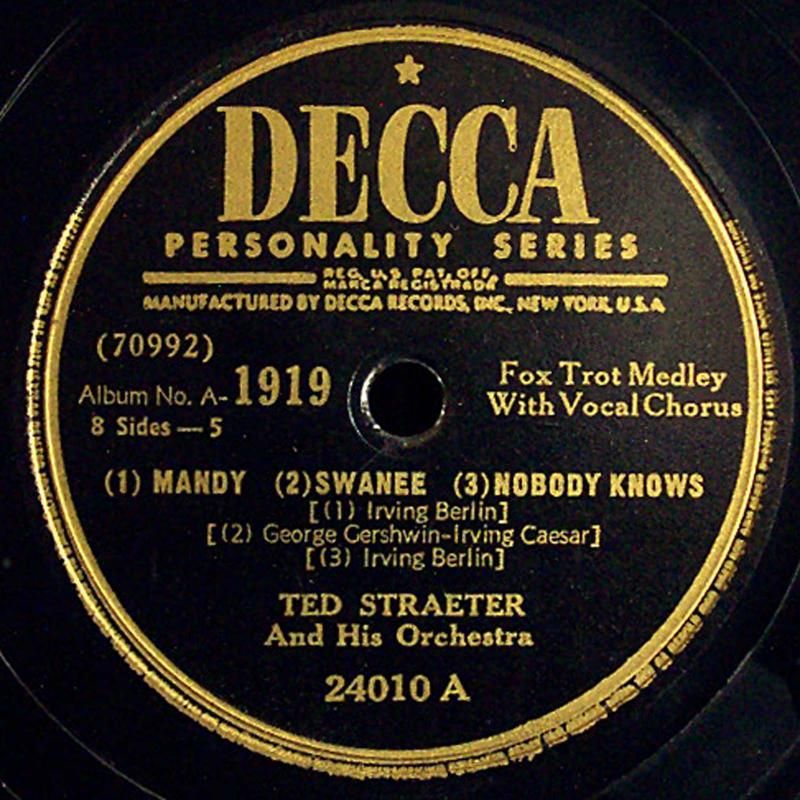 DECCA
PERSONALITY SERIES
REG. U.S. PAT. OFF.
MARCA REGISTRADA
MANUFACTURED BY DECCA RECORDS, INC., NEW YORK, U.S.A
(70992)
Album No. A-1919
8 Sides — 5
Fox Trot Medley
With Vocal Chorus
(1) MANDY (2) SWANEE (3) NOBODY KNOWS
[(1) Irving Berlin]
[(2) George Gershwin-Irving Caesar]
[(3) Irving Berlin]
TED STRAETER
And His Orchestra
24010 A